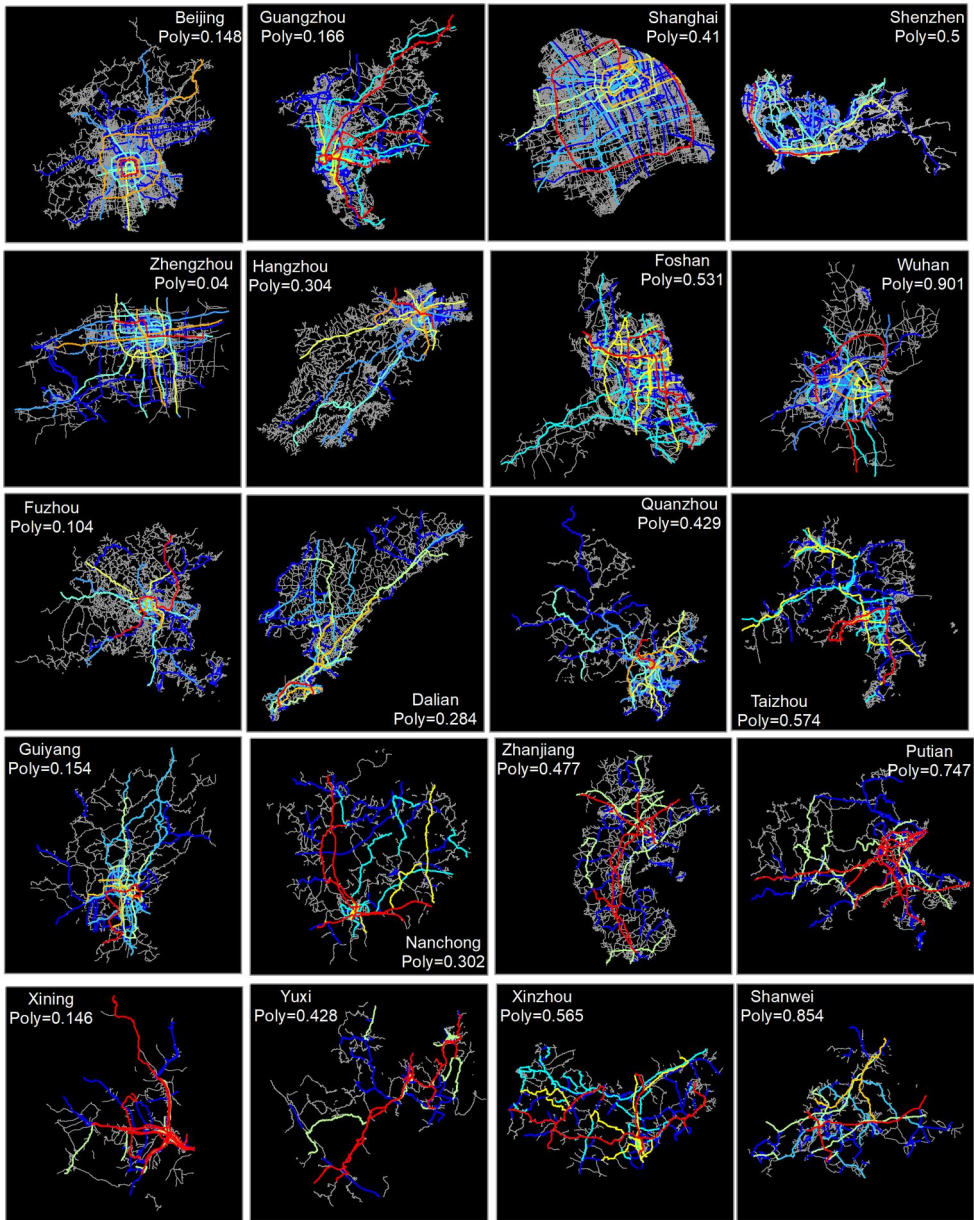 Beijing
Poly=0.148
Guangzhou
Poly=0.166
Shanghai
Poly=0.41
Shenzhen
Poly=0.5
Zhengzhou
Poly=0.04
Hangzhou
Poly=0.304
Foshan
Poly=0.531
Wuhan
Poly=0.901
Fuzhou
Poly=0.104
Dalian
Poly=0.284
Quanzhou
Poly=0.429
Taizhou
Poly=0.574
Guiyang
Poly=0.154
Nanchong
Poly=0.302
Zhanjiang
Poly=0.477
Putian
Poly=0.747
Xining
Poly=0.146
Yuxi
Poly=0.428
Xinzhou
Poly=0.565
Shanwei
Poly=0.854